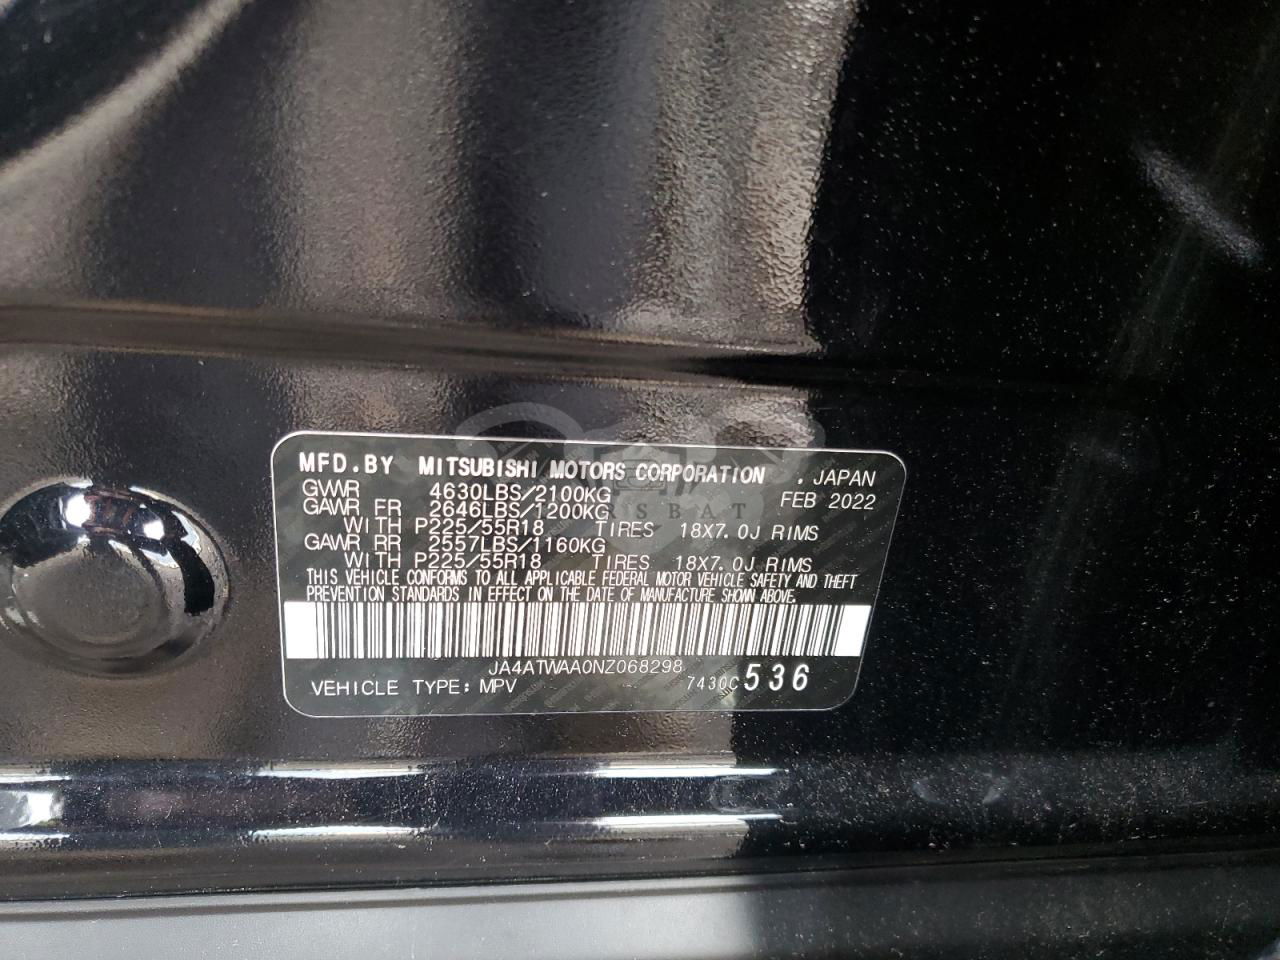 MFD.BY MITSUBISHI MOTORS CORPORATION . JAPAN
GVWR 4630LBS/2100KG FEB 2022
GAWR FR 2646LBS/1200KG
WITH P225/55R18 TIRES 18X7.0J RIMS
GAWR RR 2557LBS/1160KG
WITH P225/55R18 TIRES 18X7.0J RIMS
THIS VEHICLE CONFORMS TO ALL APPLICABLE FEDERAL MOTOR VEHICLE SAFETY AND THEFT
PREVENTION STANDARDS IN EFFECT ON THE DATE OF MANUFACTURE SHOWN ABOVE.
JA4ATWAA0NZ068298
VEHICLE TYPE: MPV 7430C 536